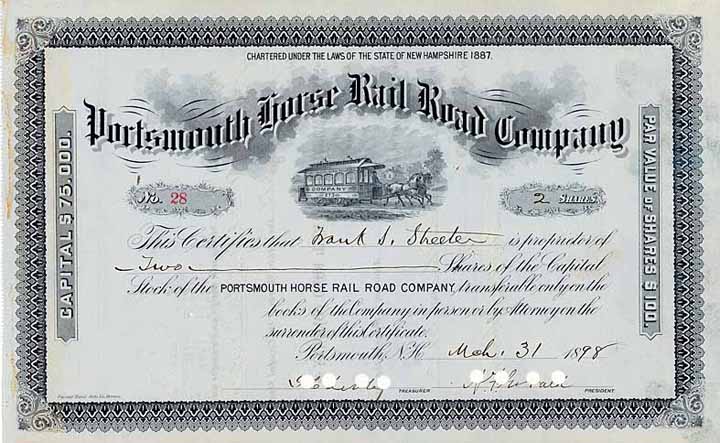 CHARTERED UNDER THE LAWS OF THE STATE OF NEW HAMPSHIRE 1887.
Portsmouth Horse Rail Road Company
CAPITAL $75.000.
PAR VALUE OF SHARES $100.
COMPANY
No. 28
2 SHARES
This Certifies that Frank S. Streeter is proprietor of
Two Shares of the Capital
Stock of the PORTSMOUTH HORSE RAIL ROAD COMPANY, transferable only on the
books of the Company in person or by Attorney on the
surrender of this certificate.
Portsmouth, N.H. Mch. 31 1898
TREASURER
PRESIDENT